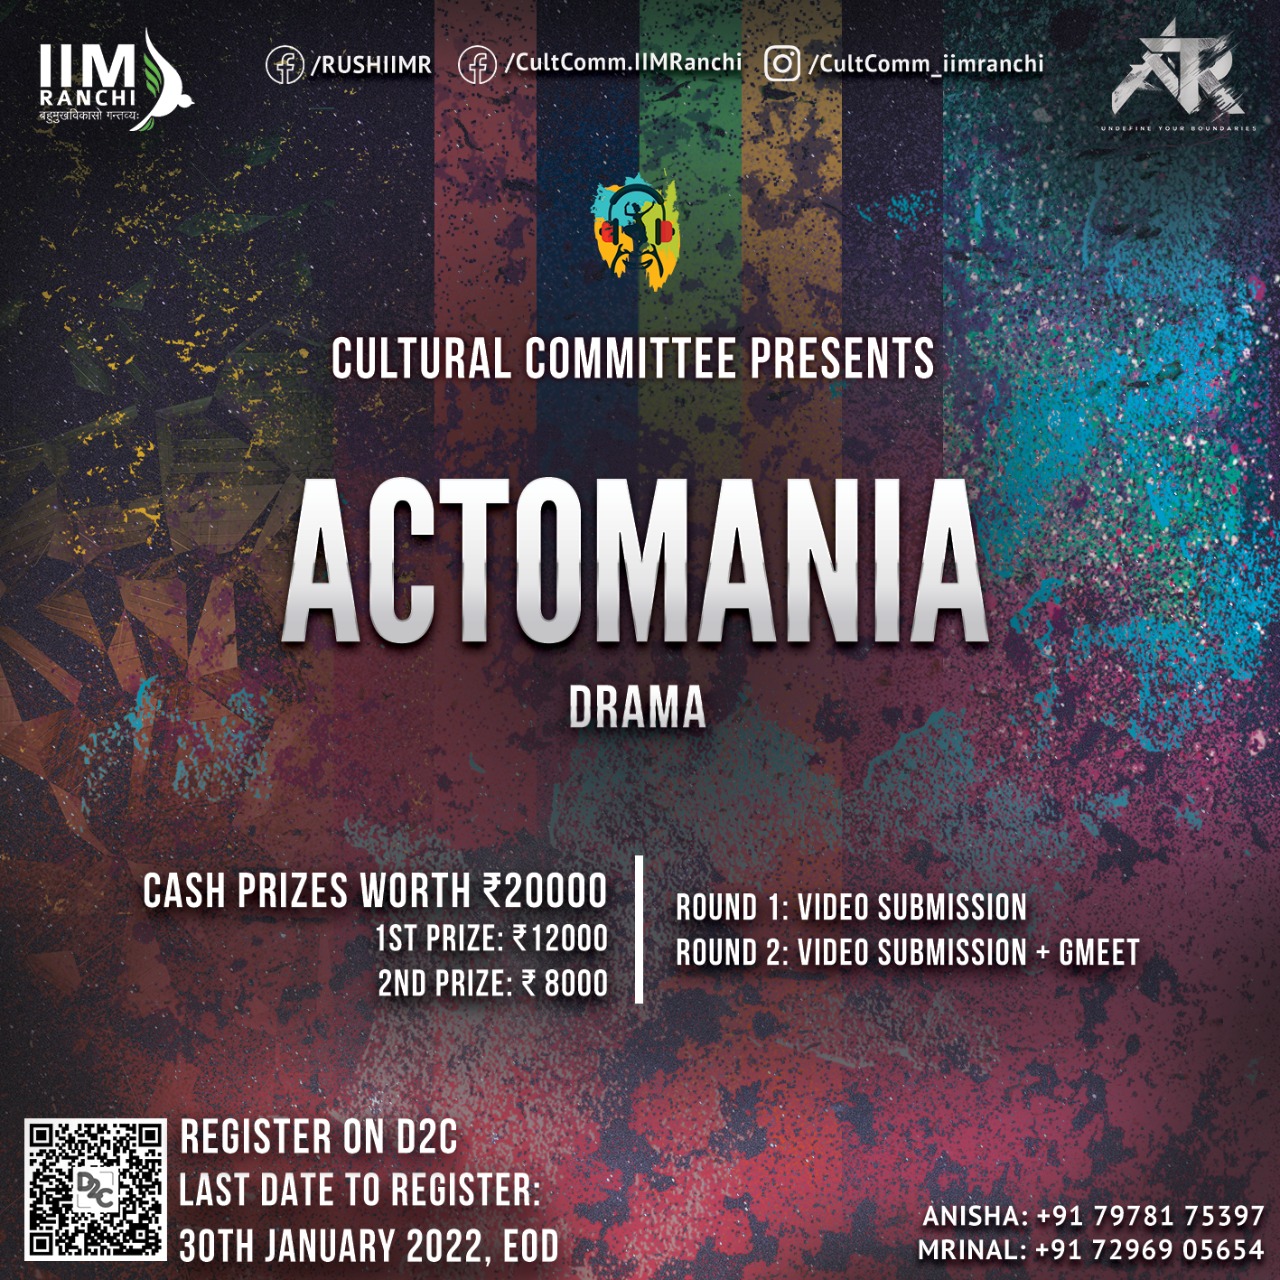 IIM
RANCHI
बहुमुखविकासो गन्तव्यः
/RUSHIIMR
/CultComm.IIMRanchi
/CultComm_iimranchi
ATR
UNDEFINE YOUR BOUNDARIES
CULTURAL COMMITTEE PRESENTS
ACTOMANIA
DRAMA
CASH PRIZES WORTH ₹20000
1ST PRIZE: ₹12000
2ND PRIZE: ₹ 8000
ROUND 1: VIDEO SUBMISSION
ROUND 2: VIDEO SUBMISSION + GMEET
D2C
REGISTER ON D2C
LAST DATE TO REGISTER:
30TH JANUARY 2022, EOD
ANISHA: +91 79781 75397
MRINAL: +91 72969 05654